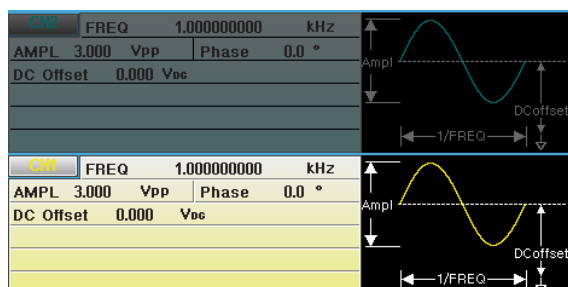 CH2 FREQ 1.000000000 kHz
AMPL 3.000 Vpp Phase 0.0 °
DC Offset 0.000 VDC
Ampl
DCoffset
1/FREQ
CH1 FREQ 1.000000000 kHz
AMPL 3.000 Vpp Phase 0.0 °
DC Offset 0.000 VDC
Ampl
DCoffset
1/FREQ